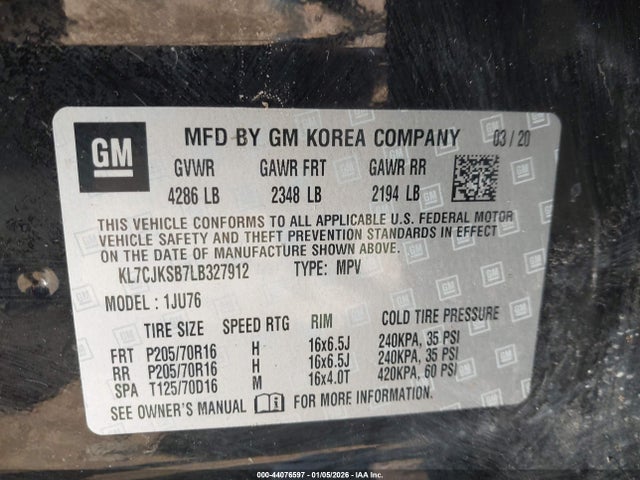 GM MFD BY GM KOREA COMPANY 03/20
GVWR GAWR FRT GAWR RR
4286 LB 2348 LB 2194 LB
THIS VEHICLE CONFORMS TO ALL APPLICABLE U.S. FEDERAL MOTOR
VEHICLE SAFETY AND THEFT PREVENTION STANDARDS IN EFFECT
ON THE DATE OF MANUFACTURE SHOWN ABOVE.
KL7CJKSB7LB327912 TYPE: MPV
MODEL : 1JU76
TIRE SIZE SPEED RTG RIM COLD TIRE PRESSURE
FRT P205/70R16 H 16x6.5J 240KPA, 35 PSI
RR P205/70R16 H 16x6.5J 240KPA, 35 PSI
SPA T125/70D16 M 16x4.0T 420KPA, 60 PSI
SEE OWNER'S MANUAL FOR MORE INFORMATION.
000-44076597 - 01/05/2026 - IAA Inc.